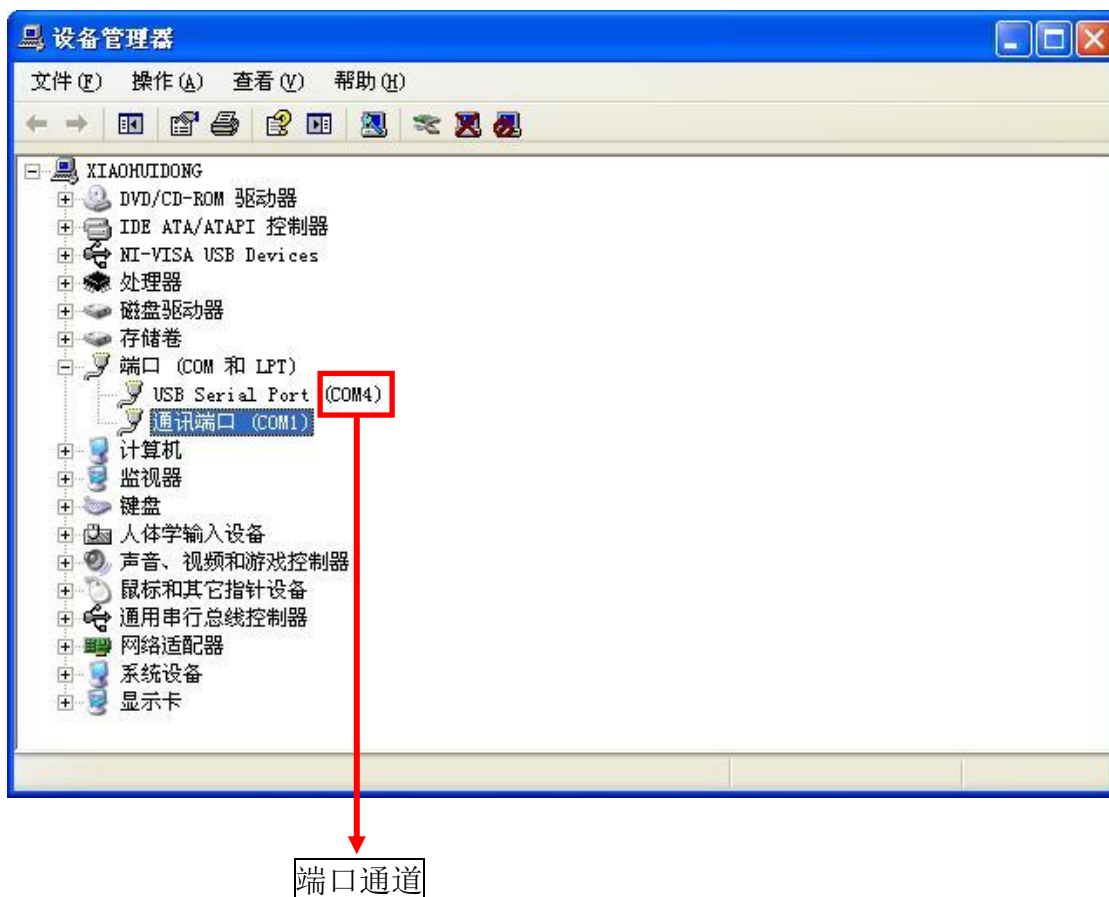 设备管理器
文件(F) 操作(A) 查看(V) 帮助(H)
XIAOHUIDONG
DVD/CD-ROM 驱动器
IDE ATA/ATAPI 控制器
NI-VISA USB Devices
处理器
磁盘驱动器
存储卷
端口 (COM 和 LPT)
USB Serial Port (COM4)
通讯端口 (COM1)
计算机
监视器
键盘
人体学输入设备
声音、视频和游戏控制器
鼠标和其它指针设备
通用串行总线控制器
网络适配器
系统设备
显示卡
端口通道